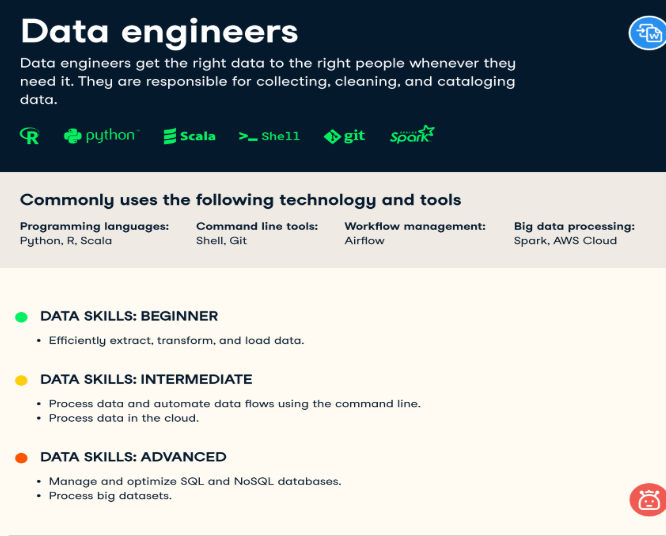 Data engineers
Data engineers get the right data to the right people whenever they
need it. They are responsible for collecting, cleaning, and cataloging
data.
R python Scala >_ Shell git APACHE Spark
Commonly uses the following technology and tools
Programming languages: Command line tools: Workflow management: Big data processing:
Python, R, Scala Shell, Git Airflow Spark, AWS Cloud
DATA SKILLS: BEGINNER
• Efficiently extract, transform, and load data.
DATA SKILLS: INTERMEDIATE
• Process data and automate data flows using the command line.
• Process data in the cloud.
DATA SKILLS: ADVANCED
• Manage and optimize SQL and NoSQL databases.
• Process big datasets.